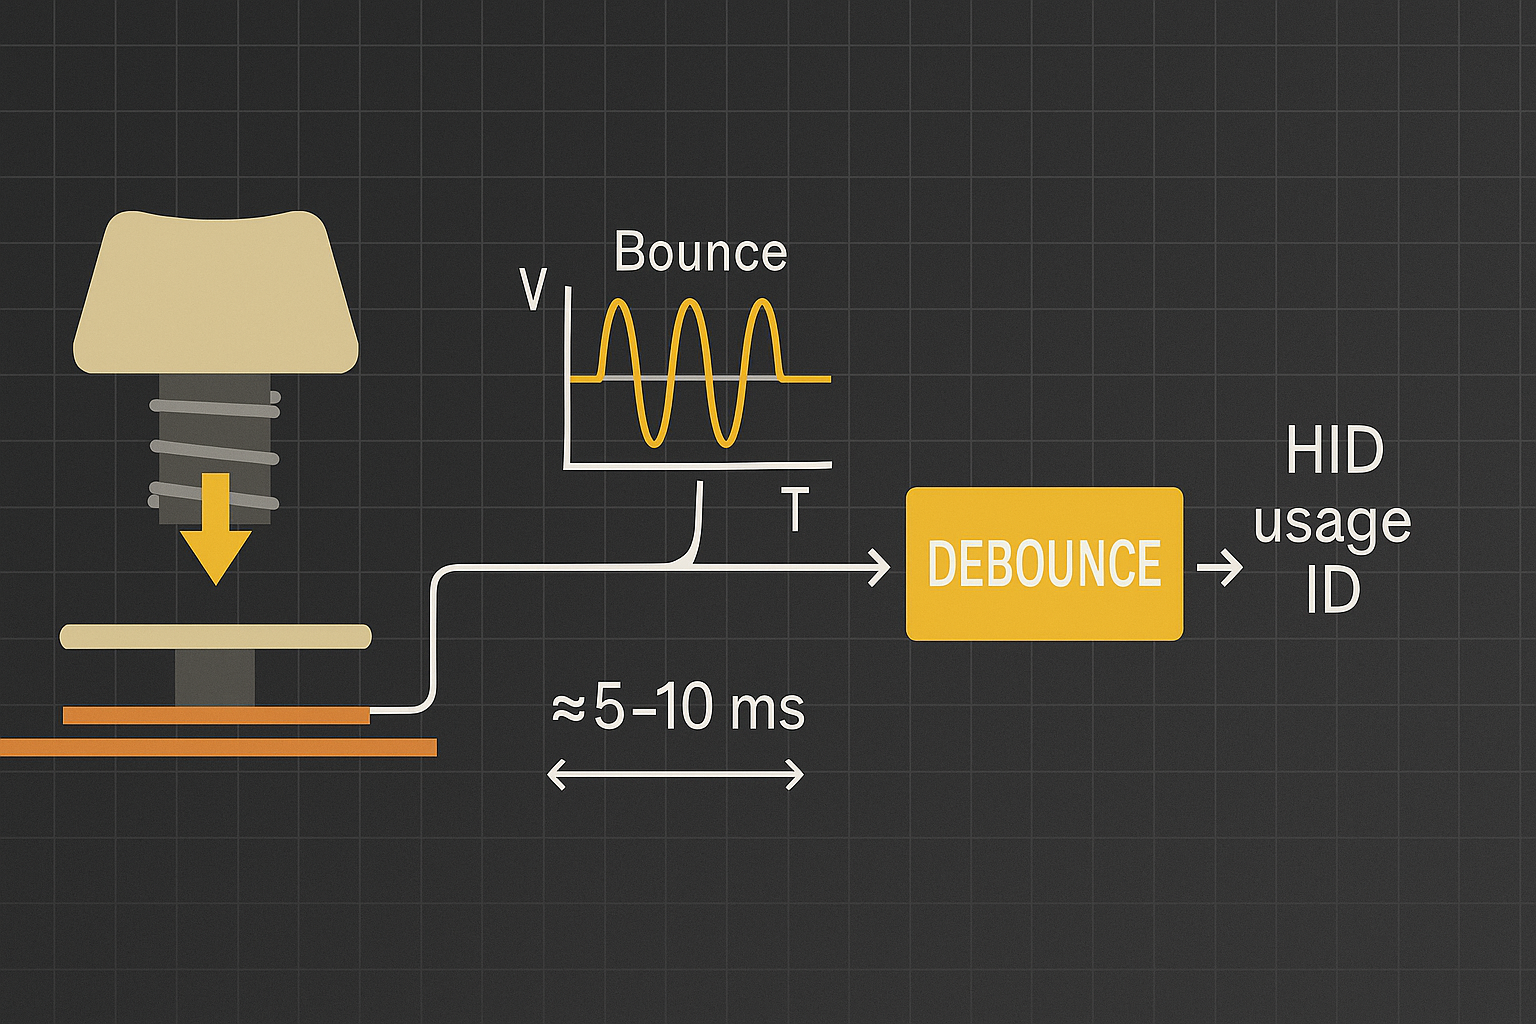 Bounce
V
T
DEBOUNCE
HID
usage
ID
≈5–10 ms